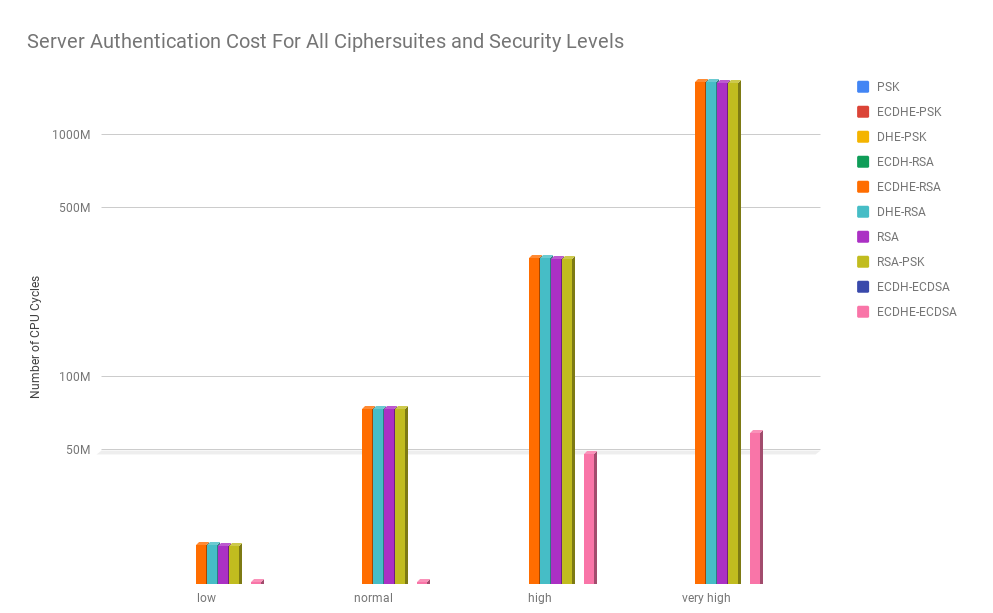 Server Authentication Cost For All Ciphersuites and Security Levels
Number of CPU Cycles
1000M
500M
100M
50M
low
normal
high
very high
PSK
ECDHE-PSK
DHE-PSK
ECDH-RSA
ECDHE-RSA
DHE-RSA
RSA
RSA-PSK
ECDH-ECDSA
ECDHE-ECDSA